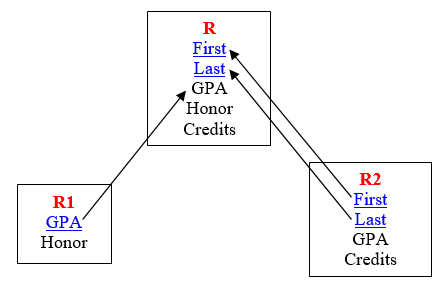 R
First
Last
GPA
Honor
Credits
R1
GPA
Honor
R2
First
Last
GPA
Credits